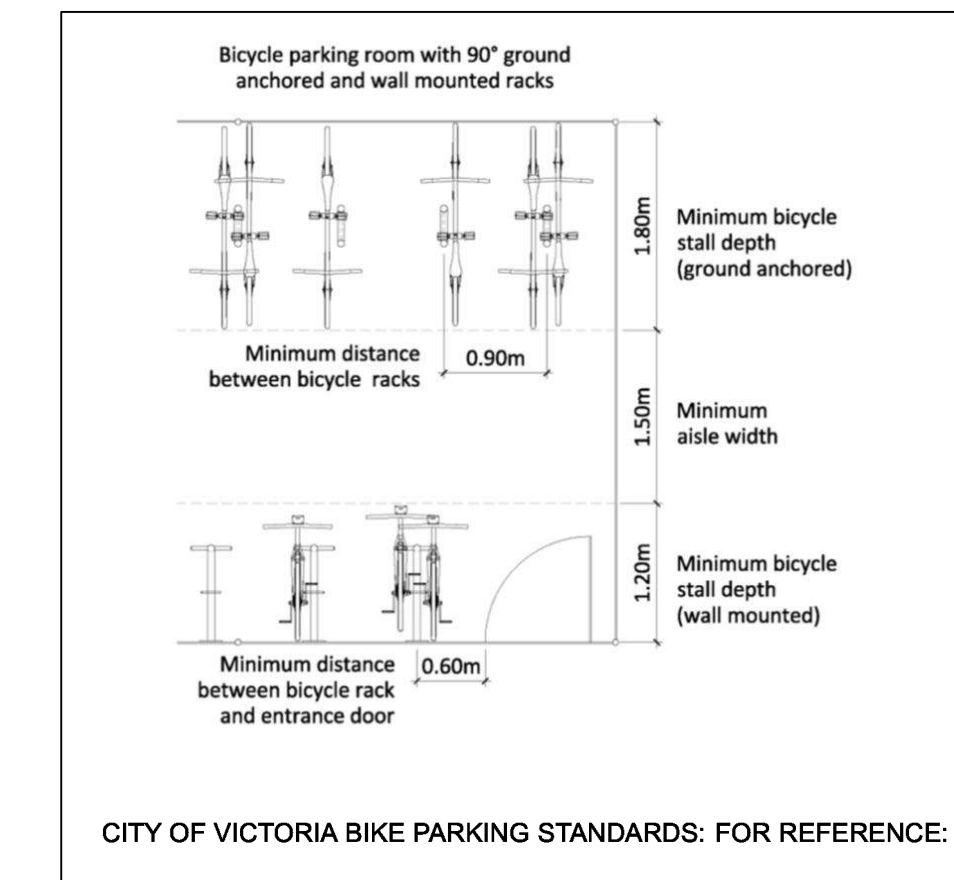 Bicycle parking room with 90° ground
anchored and wall mounted racks
1.80m
Minimum bicycle
stall depth
(ground anchored)
Minimum distance
between bicycle racks
0.90m
1.50m
Minimum
aisle width
1.20m
Minimum bicycle
stall depth
(wall mounted)
Minimum distance
between bicycle rack
and entrance door
0.60m
CITY OF VICTORIA BIKE PARKING STANDARDS: FOR REFERENCE: